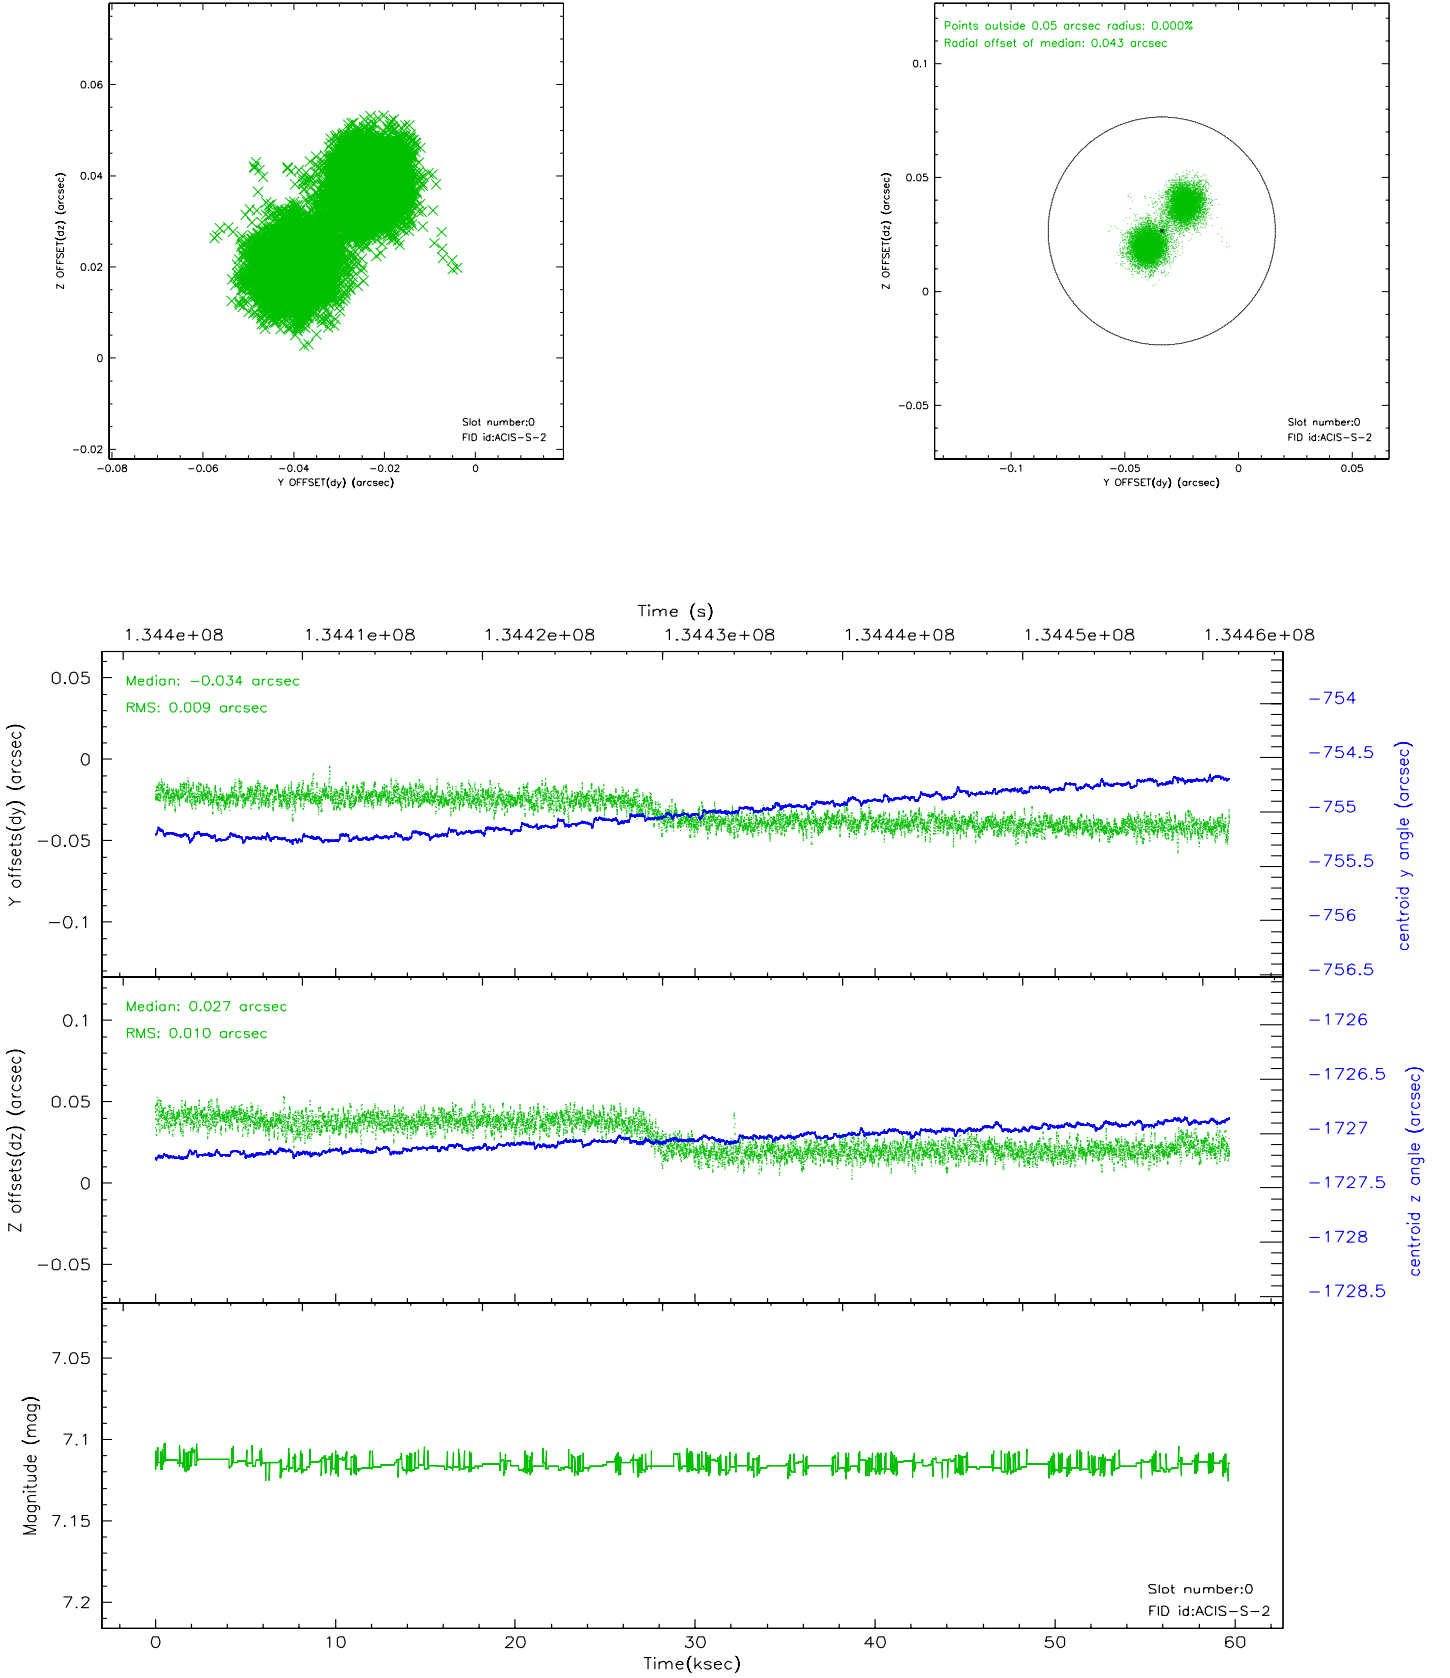 0.06
0.04
0.02
0
−0.02
Z OFFSET(dz) (arcsec)
Slot number:0
FID id:ACIS−S−2
−0.08 −0.06 −0.04 −0.02 0
Y OFFSET(dy) (arcsec)
Points outside 0.05 arcsec radius: 0.000%
Radial offset of median: 0.043 arcsec
0.1
0.05
0
−0.05
Z OFFSET(dz) (arcsec)
Slot number:0
FID id:ACIS−S−2
−0.1 −0.05 0 0.05
Y OFFSET(dy) (arcsec)
Time (s)
1.344e+08 1.3441e+08 1.3442e+08 1.3443e+08 1.3444e+08 1.3445e+08 1.3446e+08
Median: −0.034 arcsec
RMS: 0.009 arcsec
0.05
0
−0.05
−0.1
Y offsets(dy) (arcsec)
−754
−754.5
−755
−755.5
−756
−756.5
centroid y angle (arcsec)
Median: 0.027 arcsec
RMS: 0.010 arcsec
0.1
0.05
0
−0.05
Z offsets(dz) (arcsec)
−1726
−1726.5
−1727
−1727.5
−1728
−1728.5
centroid z angle (arcsec)
7.05
7.1
7.15
7.2
Magnitude (mag)
Slot number:0
FID id:ACIS−S−2
0 10 20 30 40 50 60
Time(ksec)